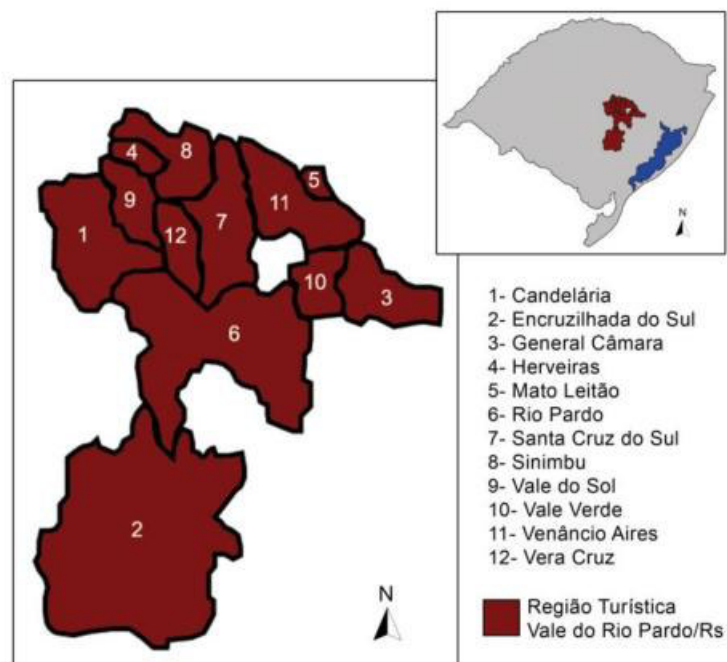 N
4
8
5
9
11
1
7
12
10
3
6
2
N
1- Candelária
2- Encruzilhada do Sul
3- General Câmara
4- Herveiras
5- Mato Leitão
6- Rio Pardo
7- Santa Cruz do Sul
8- Sinimbu
9- Vale do Sol
10- Vale Verde
11- Venâncio Aires
12- Vera Cruz
Região Turística
Vale do Rio Pardo/Rs